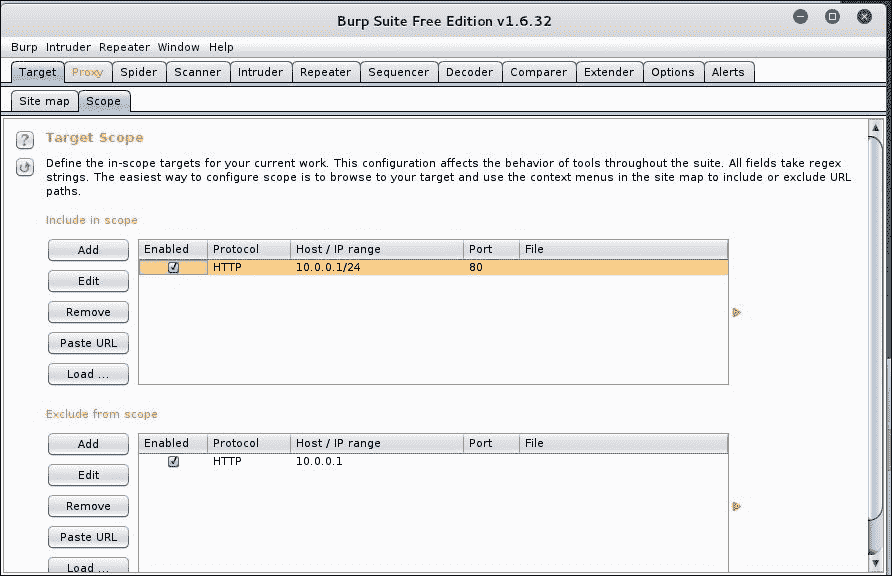 Burp Suite Free Edition v1.6.32
Burp Intruder Repeater Window Help
Target Proxy Spider Scanner Intruder Repeater Sequencer Decoder Comparer Extender Options Alerts
Site map Scope
? Target Scope
Define the in-scope targets for your current work. This configuration affects the behavior of tools throughout the suite. All fields take regex
strings. The easiest way to configure scope is to browse to your target and use the context menus in the site map to include or exclude URL
paths.
Include in scope
Add Enabled Protocol Host / IP range Port File
HTTP 10.0.0.1/24 80
Edit
Remove
Paste URL
Load ...
Exclude from scope
Add Enabled Protocol Host / IP range Port File
HTTP 10.0.0.1
Edit
Remove
Paste URL
Load ...